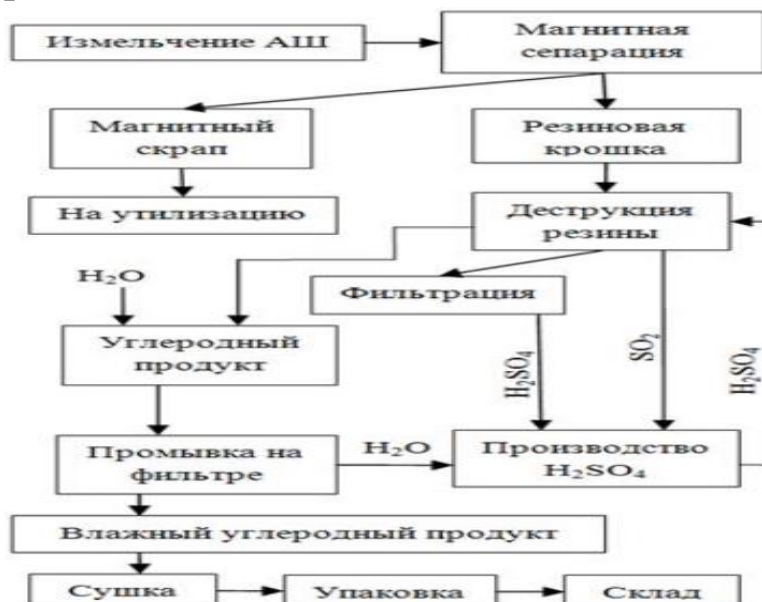 Измельчение АШ
Магнитная
сепарация
Магнитный
скрап
Резиновая
крошка
На утилизацию
Деструкция
резины
H₂O
Фильтрация
Углеродный
продукт
H₂SO₄
SO₂
H₂SO₄
Промывка на
фильтре
H₂O
Производство
H₂SO₄
Влажный углеродный продукт
Сушка
Упаковка
Склад